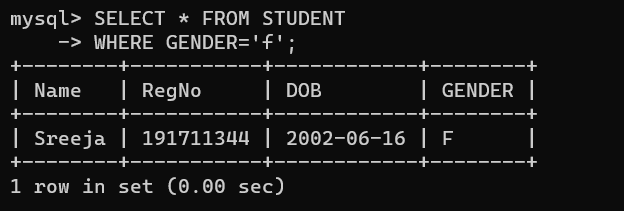 mysql> SELECT * FROM STUDENT
    -> WHERE GENDER='f';
+--------+-----------+------------+--------+
| Name   | RegNo     | DOB        | GENDER |
+--------+-----------+------------+--------+
| Sreeja | 191711344 | 2002-06-16 | F      |
+--------+-----------+------------+--------+
1 row in set (0.00 sec)